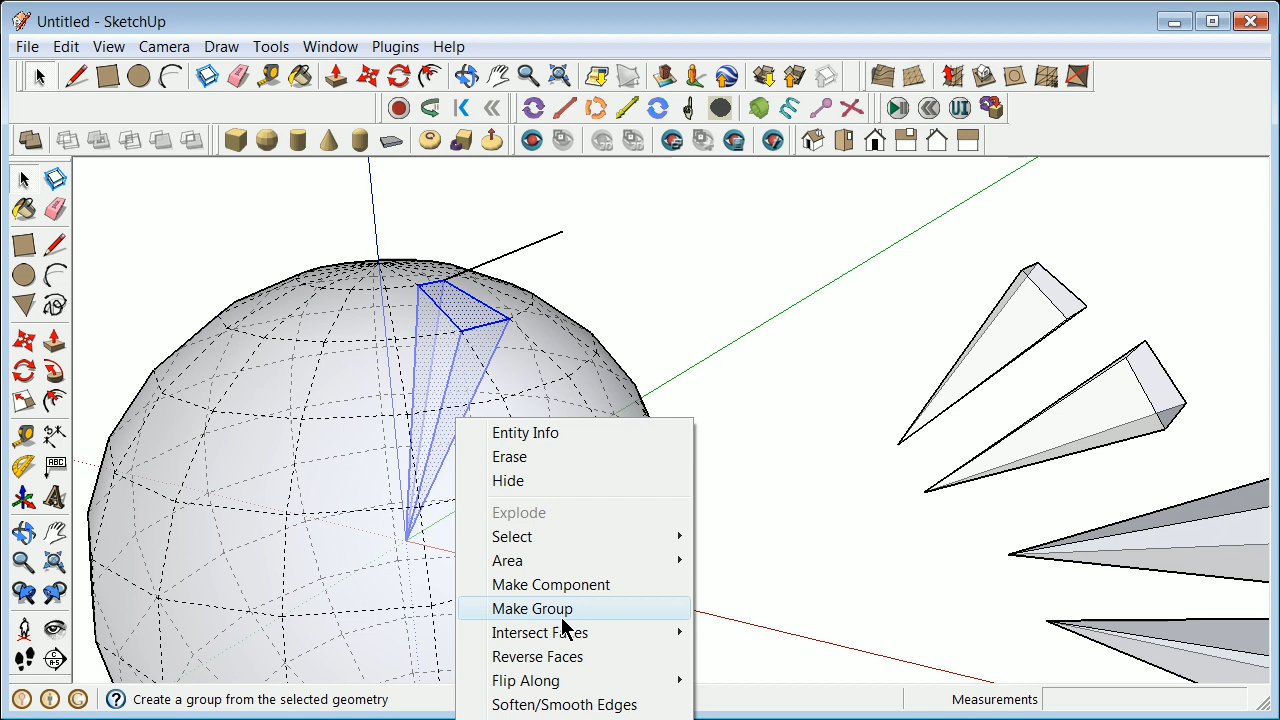 Untitled - SketchUp
File Edit View Camera Draw Tools Window Plugins Help
UI
ABC
A
Entity Info
Erase
Hide
Explode
Select
Area
Make Component
Make Group
Intersect Faces
Reverse Faces
Flip Along
Soften/Smooth Edges
Create a group from the selected geometry
Measurements